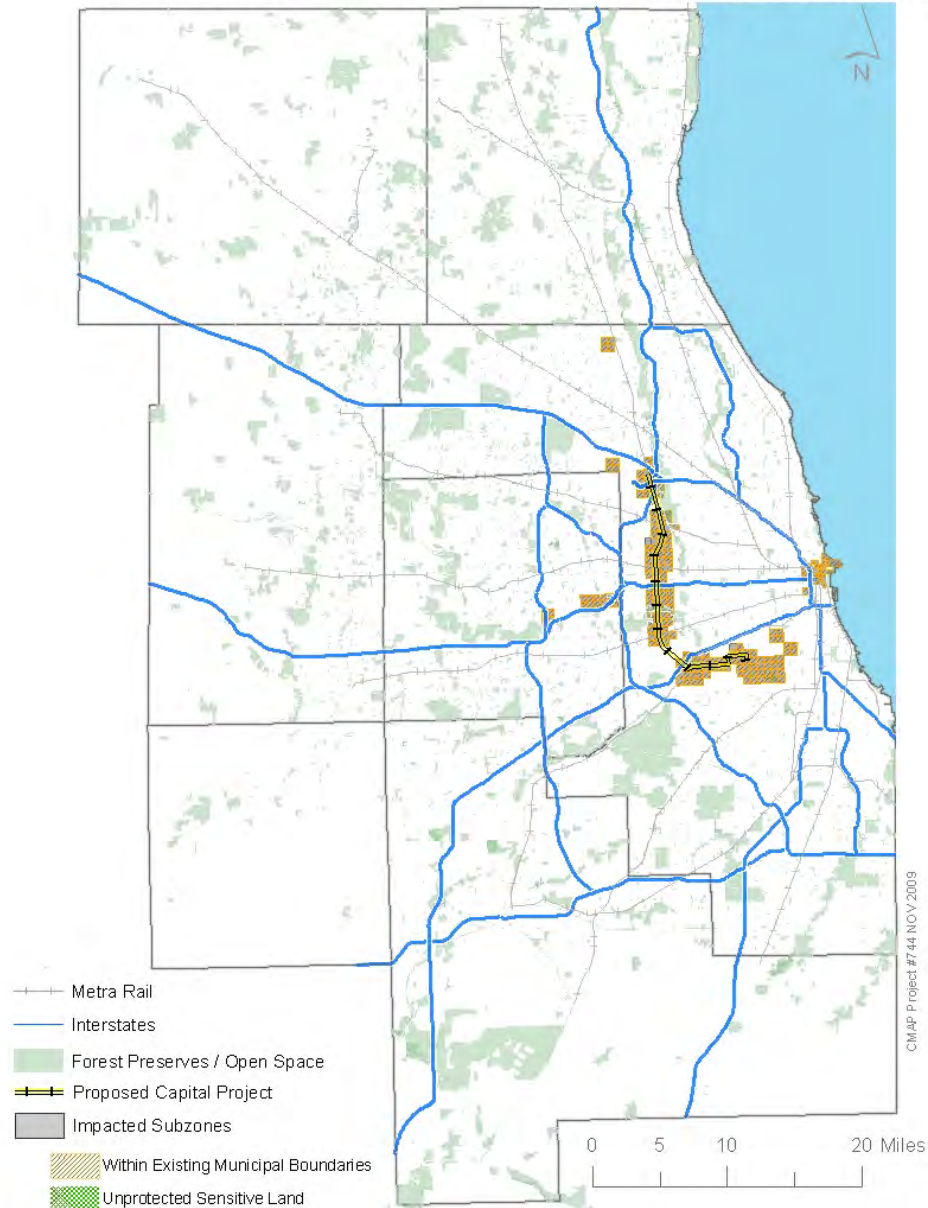 N
CMAP Project #744 NOV 2009
Metra Rail
Interstates
Forest Preserves / Open Space
Proposed Capital Project
Impacted Subzones
Within Existing Municipal Boundaries
Unprotected Sensitive Land
0 5 10 20 Miles